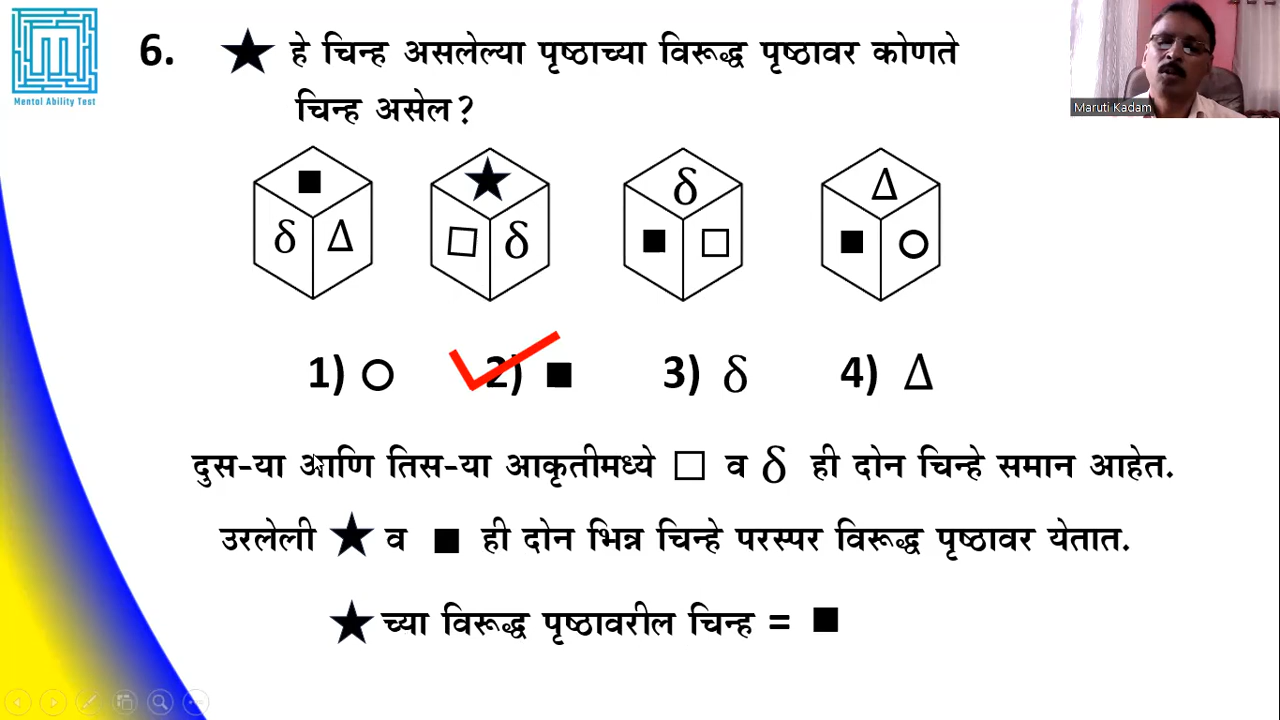 Mental Ability Test
Maruti Kadam
6. ★ हे चिन्ह असलेल्या पृष्ठाच्या विरूद्ध पृष्ठावर कोणते
चिन्ह असेल?
■ δ Δ
★ □ δ
δ ■ □
Δ ■ ○
1) ○ 2) ■ 3) δ 4) Δ
दुस-या आणि तिस-या आकृतीमध्ये □ व δ ही दोन चिन्हे समान आहेत.
उरलेली ★ व ■ ही दोन भिन्न चिन्हे परस्पर विरूद्ध पृष्ठावर येतात.
★ च्या विरूद्ध पृष्ठावरील चिन्ह = ■